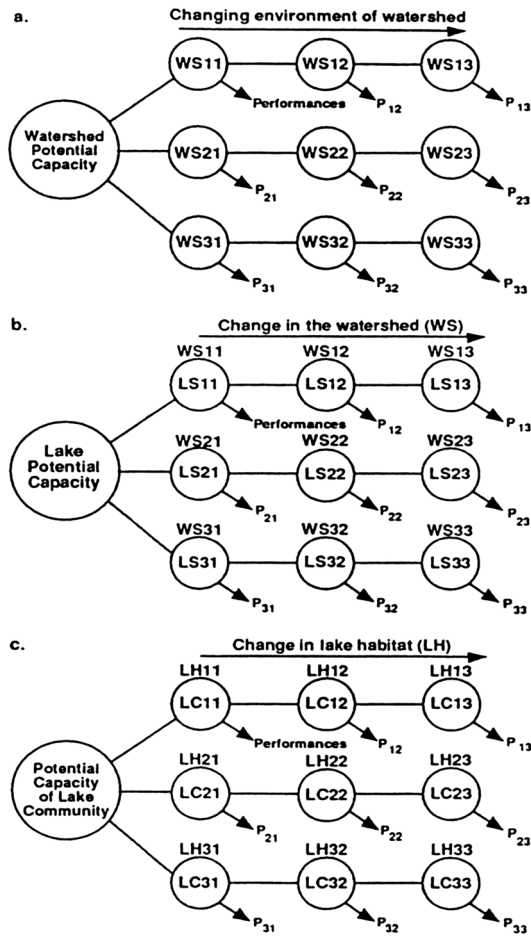 a.
Changing environment of watershed
WS11 WS12 WS13
Performances P12 P13
Watershed
Potential
Capacity
WS21 WS22 WS23
P21 P22 P23
WS31 WS32 WS33
P31 P32 P33
b.
Change in the watershed (WS)
WS11 WS12 WS13
LS11 LS12 LS13
Performances P12 P13
Lake
Potential
Capacity
WS21 WS22 WS23
LS21 LS22 LS23
P21 P22 P23
WS31 WS32 WS33
LS31 LS32 LS33
P31 P32 P33
c.
Change in lake habitat (LH)
LH11 LH12 LH13
LC11 LC12 LC13
Performances P12 P13
Potential
Capacity
of Lake
Community
LH21 LH22 LH23
LC21 LC22 LC23
P21 P22 P23
LH31 LH32 LH33
LC31 LC32 LC33
P31 P32 P33